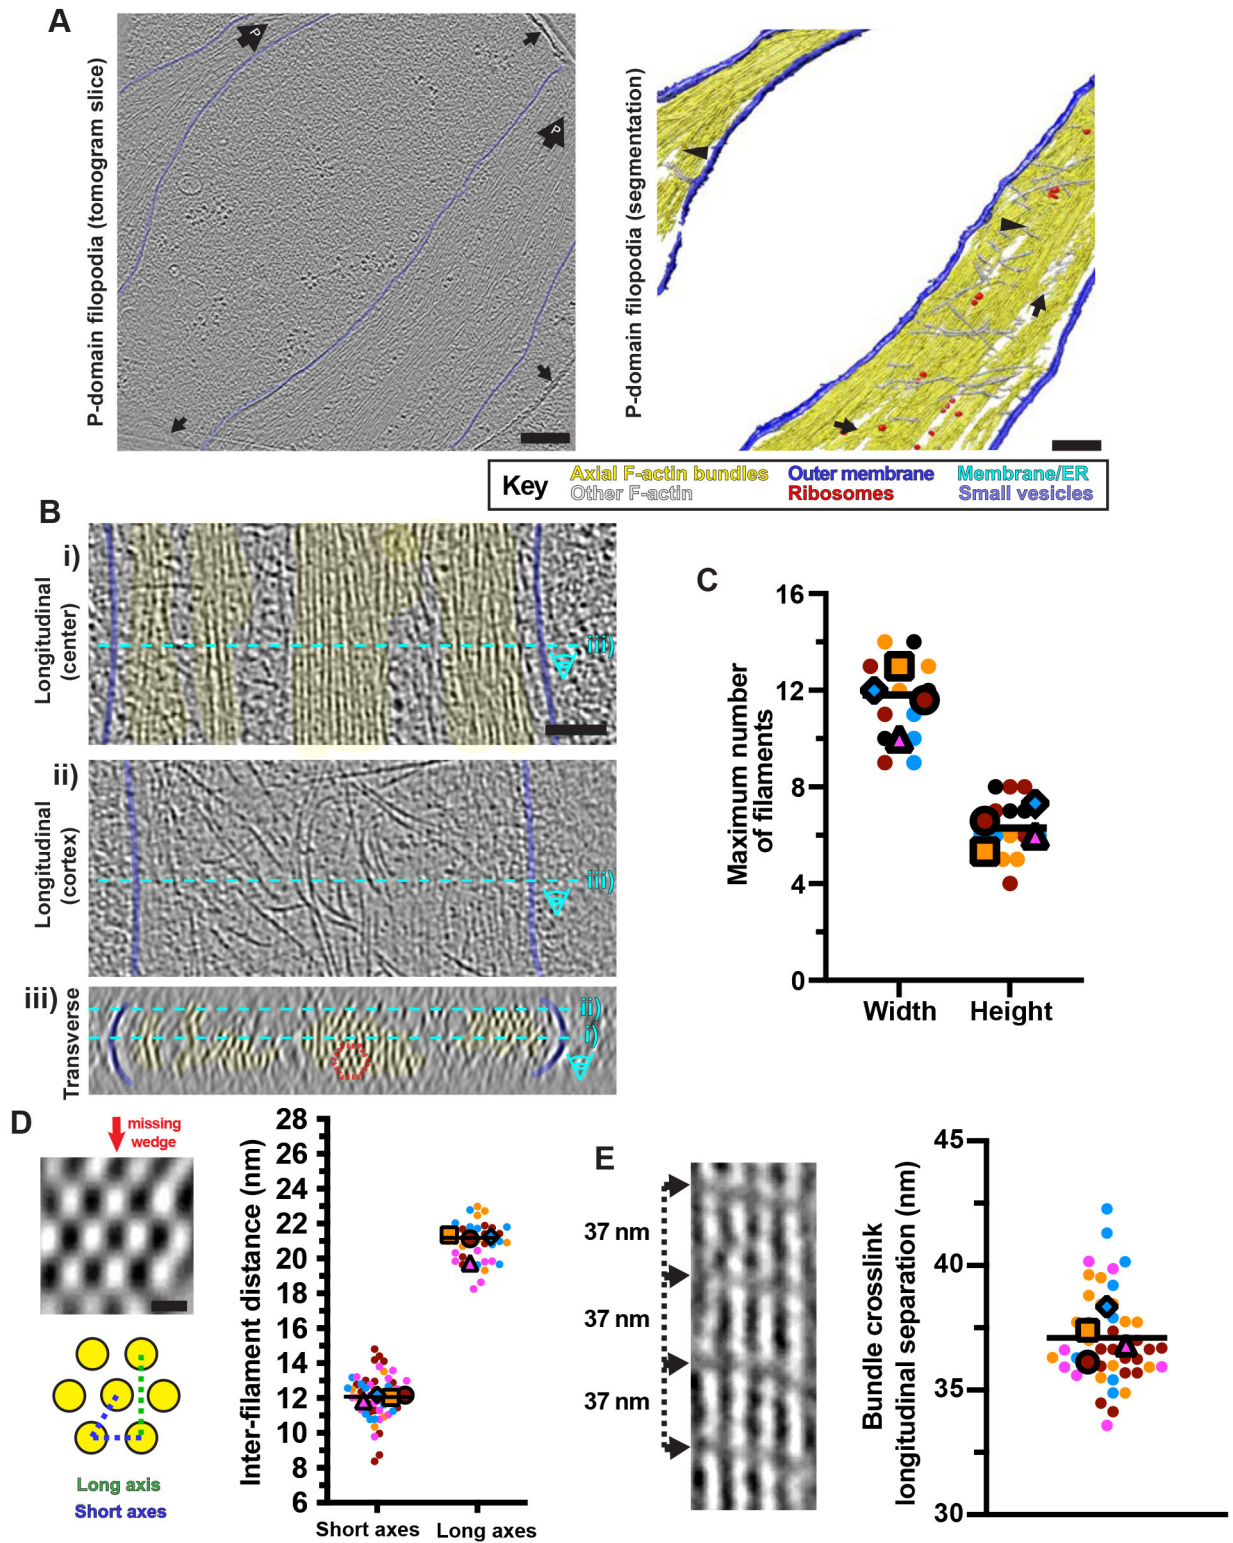 A
P-domain filopodia (tomogram slice)
P
P
P-domain filopodia (segmentation)
Key
Axial F-actin bundles
Outer membrane
Membrane/ER
Other F-actin
Ribosomes
Small vesicles
B
i)
Longitudinal
(center)
iii)
ii)
Longitudinal
(cortex)
iii)
iii)
Transverse
ii)
i)
C
Maximum number
of filaments
16
12
8
4
0
Width
Height
D
missing
wedge
Long axis
Short axes
Inter-filament distance (nm)
28
26
24
22
20
18
16
14
12
10
8
6
Short axes
Long axes
E
37 nm
37 nm
37 nm
Bundle crosslink
longitudinal separation (nm)
45
40
35
30